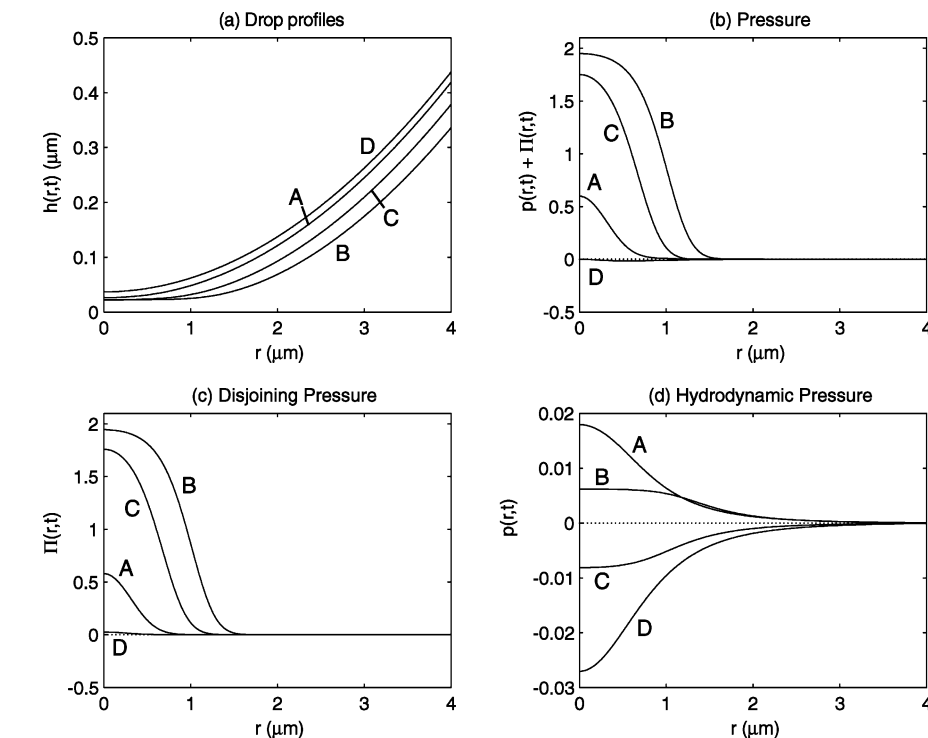 (a) Drop profiles
h(r,t) (μm)
0.5
0.4
0.3
0.2
0.1
0
0 1 2 3 4
r (μm)
D
A
C
B
(b) Pressure
p(r,t) + Π(r,t)
2
1.5
1
0.5
0
-0.5
0 1 2 3 4
r (μm)
B
C
A
D
(c) Disjoining Pressure
Π(r,t)
2
1.5
1
0.5
0
-0.5
0 1 2 3 4
r (μm)
B
C
A
D
(d) Hydrodynamic Pressure
p(r,t)
0.02
0.01
0
-0.01
-0.02
-0.03
0 1 2 3 4
r (μm)
A
B
C
D